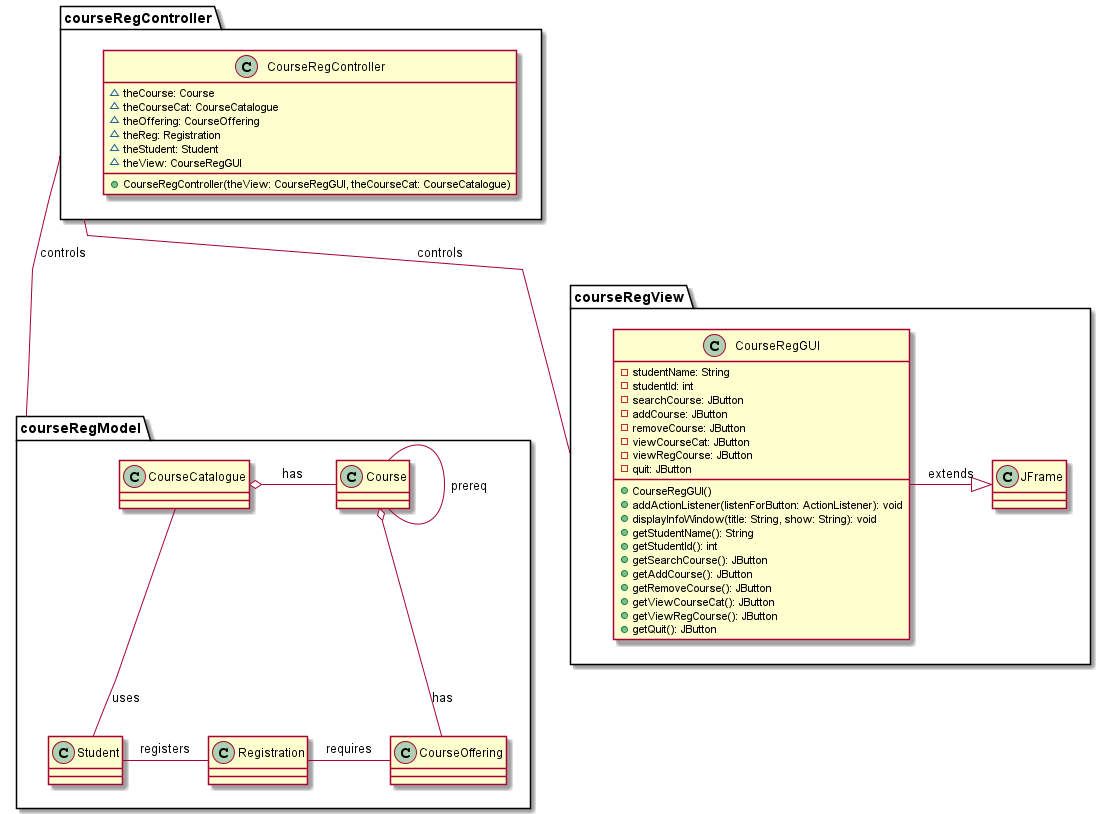 courseRegController
C CourseRegController
theCourse: Course
theCourseCat: CourseCatalogue
theOffering: CourseOffering
theReg: Registration
theStudent: Student
theView: CourseRegGUI
CourseRegController(theView: CourseRegGUI, theCourseCat: CourseCatalogue)
controls
controls
courseRegView
C CourseRegGUI
studentName: String
studentId: int
searchCourse: JButton
addCourse: JButton
removeCourse: JButton
viewCourseCat: JButton
viewRegCourse: JButton
quit: JButton
CourseRegGUI()
addActionListener(listenForButton: ActionListener): void
displayInfoWindow(title: String, show: String): void
getStudentName(): String
getStudentId(): int
getSearchCourse(): JButton
getAddCourse(): JButton
getRemoveCourse(): JButton
getViewCourseCat(): JButton
getViewRegCourse(): JButton
getQuit(): JButton
extends
C JFrame
courseRegModel
C CourseCatalogue
has
C Course
prereq
uses
has
C Student
registers
C Registration
requires
C CourseOffering